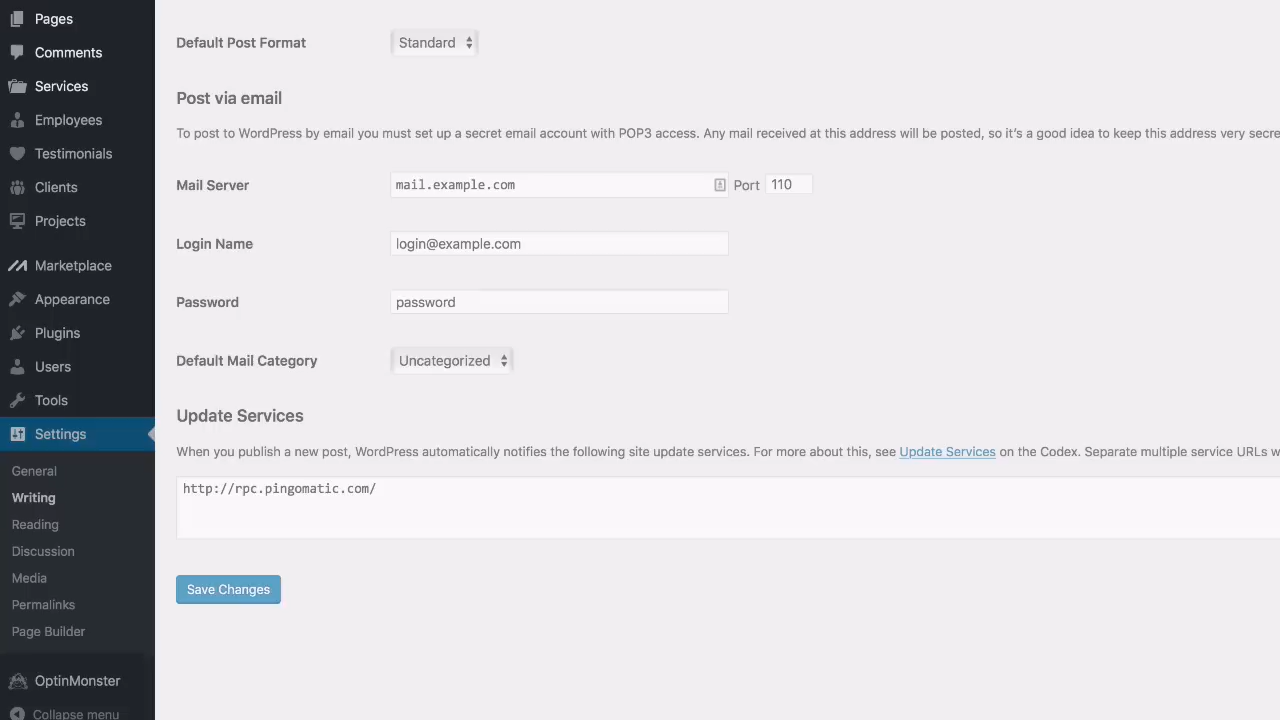 Pages
Comments
Services
Employees
Testimonials
Clients
Projects
Marketplace
Appearance
Plugins
Users
Tools
Settings
General
Writing
Reading
Discussion
Media
Permalinks
Page Builder
OptinMonster
Collapse menu
Default Post Format Standard
Post via email
To post to WordPress by email you must set up a secret email account with POP3 access. Any mail received at this address will be posted, so it’s a good idea to keep this address very secre
Mail Server mail.example.com Port 110
Login Name login@example.com
Password password
Default Mail Category Uncategorized
Update Services
When you publish a new post, WordPress automatically notifies the following site update services. For more about this, see Update Services on the Codex. Separate multiple service URLs w
http://rpc.pingomatic.com/
Save Changes